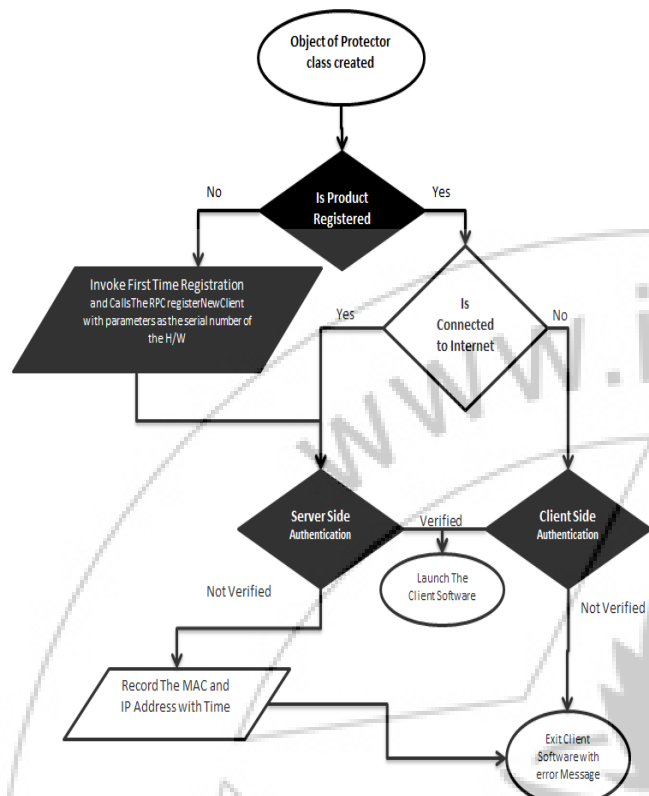 Object of Protector
class created
No
Is Product
Registered
Yes
Invoke First Time Registration
and Calls The RPC registerNewClient
with parameters as the serial number of
the H/W
Yes
Is
Connected
to Internet
No
Server Side
Authentication
Verified
Client Side
Authentication
Launch The
Client Software
Not Verified
Not Verified
Record The MAC and
IP Address with Time
Exit Client
Software with
error Message
www.i